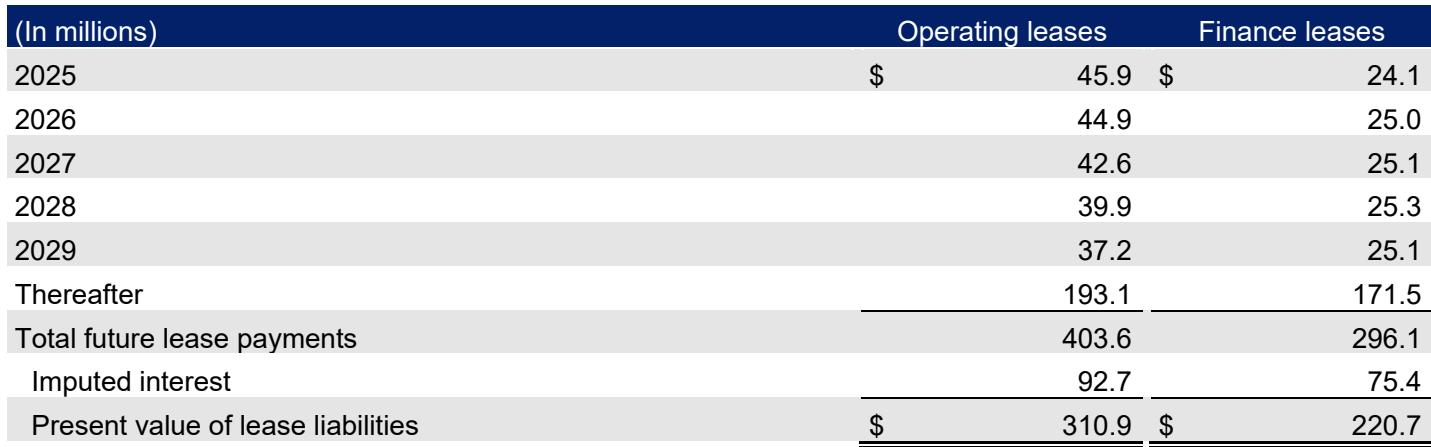 (In millions) Operating leases Finance leases
2025 $ 45.9 $ 24.1
2026 44.9 25.0
2027 42.6 25.1
2028 39.9 25.3
2029 37.2 25.1
Thereafter 193.1 171.5
Total future lease payments 403.6 296.1
Imputed interest 92.7 75.4
Present value of lease liabilities $ 310.9 $ 220.7